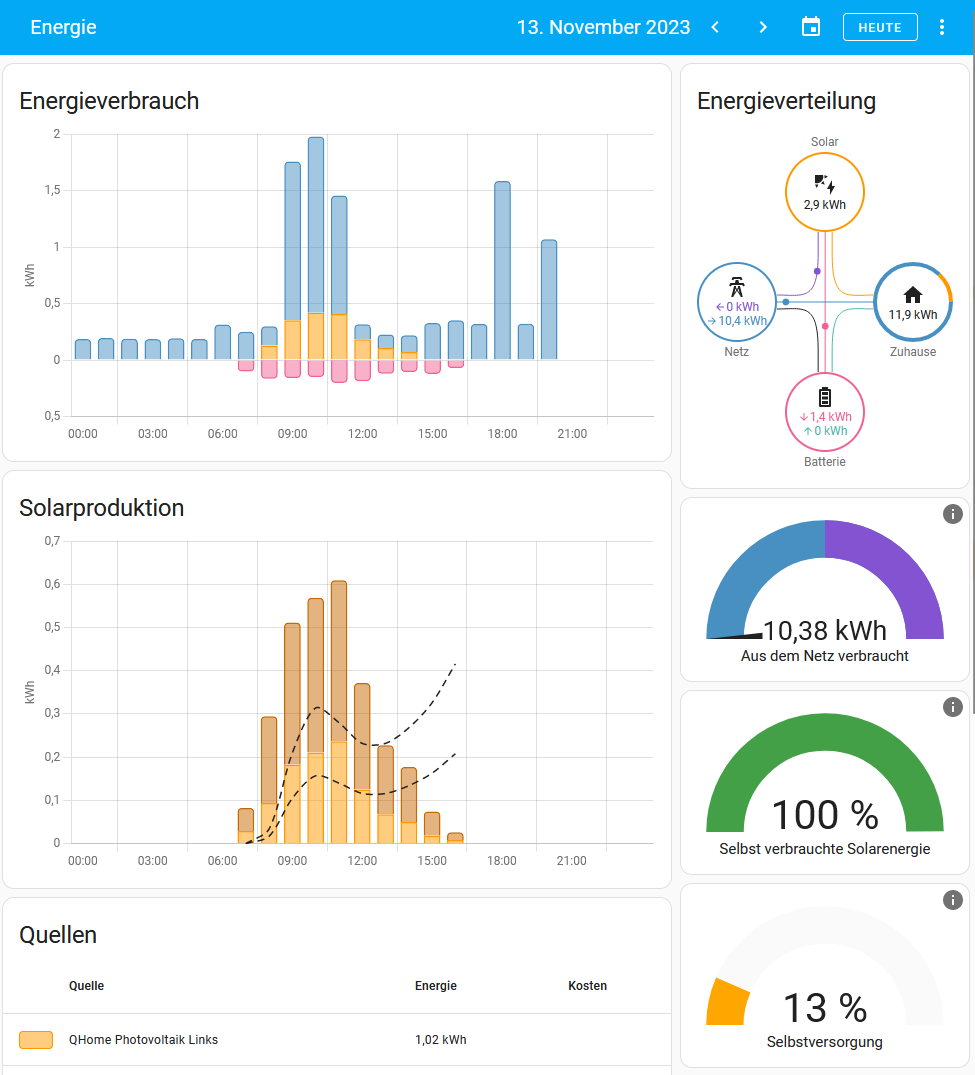 Energie
13. November 2023
HEUTE
Energieverbrauch
2
1,5
1
0,5
0
0,5
kWh
00:00 03:00 06:00 09:00 12:00 15:00 18:00 21:00
Solarproduktion
0,7
0,6
0,5
0,4
0,3
0,2
0,1
0
kWh
00:00 03:00 06:00 09:00 12:00 15:00 18:00 21:00
Quellen
Quelle Energie Kosten
QHome Photovoltaik Links 1,02 kWh
Energieverteilung
Solar
2,9 kWh
←0 kWh
→10,4 kWh
Netz
11,9 kWh
Zuhause
↓1,4 kWh
↑0 kWh
Batterie
10,38 kWh
Aus dem Netz verbraucht
100 %
Selbst verbrauchte Solarenergie
13 %
Selbstversorgung